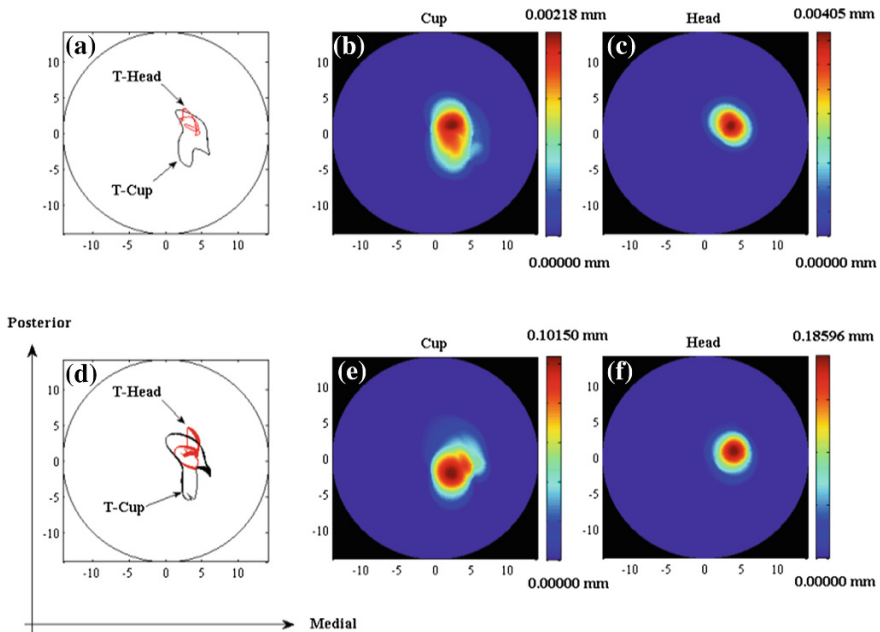 0.00218 mm
0.00405 mm
Cup
Head
(a)
(b)
(c)
T-Head
T-Cup
10
5
0
-5
-10
-10 -5 0 5 10
10
5
0
-5
-10
-10 -5 0 5 10
10
5
0
-5
-10
-10 -5 0 5 10
0.00000 mm
0.00000 mm
Posterior
0.10150 mm
0.18596 mm
Cup
Head
(d)
(e)
(f)
T-Head
T-Cup
10
5
0
-5
-10
-10 -5 0 5 10
10
5
0
-5
-10
-10 -5 0 5 10
10
5
0
-5
-10
-10 -5 0 5 10
0.00000 mm
0.00000 mm
Medial